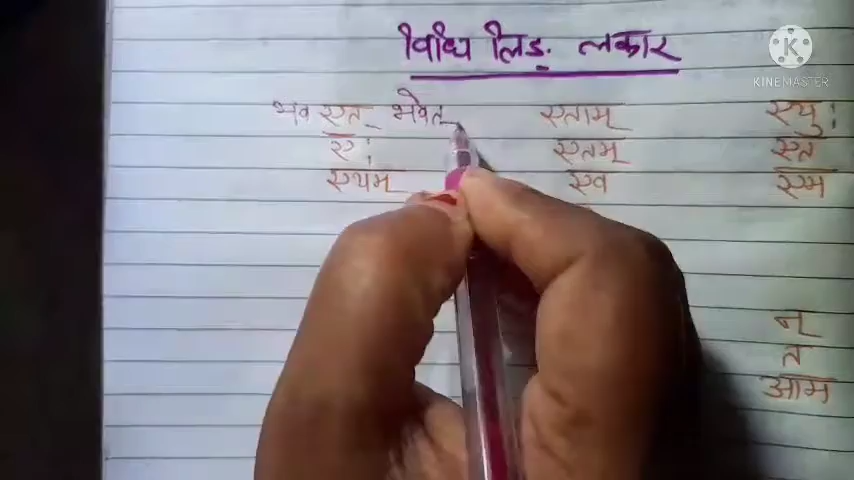 विधि लिङ्ग. लकार
KINEMASTER
भव एत् भवेत् एताम् एयु:
ए: एतम् एत
एयम् एव एम
न्
त
आम